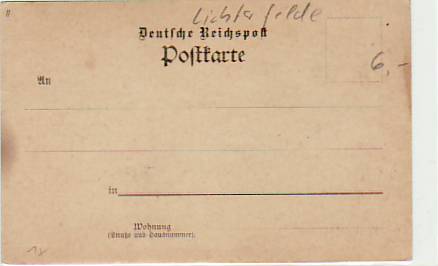 Lichterfelde
Deutsche Reichspost
Postkarte
6,-
An
in
Wohnung
(Straße und Hausnummer).